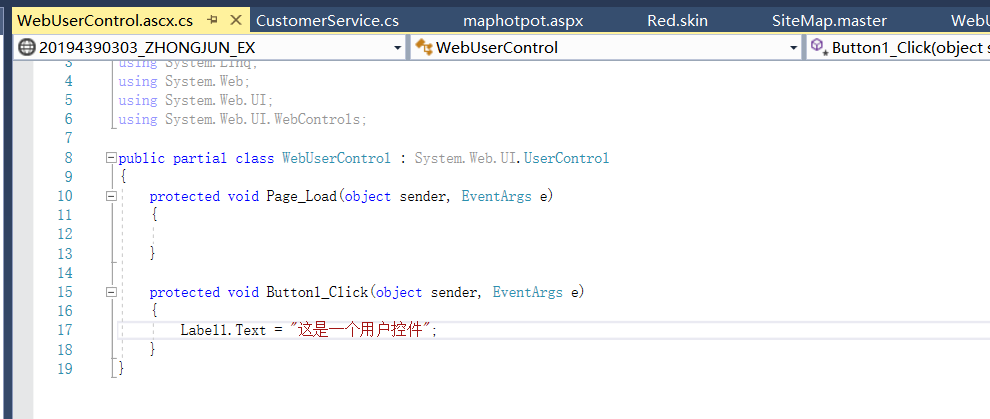 WebUserControl.ascx.cs CustomerService.cs maphotpot.aspx Red.skin SiteMap.master WebU
20194390303_ZHONGJUN_EX WebUserControl Button1_Click(object s
3 using System.Linq;
4 using System.Web;
5 using System.Web.UI;
6 using System.Web.UI.WebControls;
7
8 public partial class WebUserControl : System.Web.UI.UserControl
9 {
10 protected void Page_Load(object sender, EventArgs e)
11 {
12
13 }
14
15 protected void Button1_Click(object sender, EventArgs e)
16 {
17 Label1.Text = "这是一个用户控件";
18 }
19 }